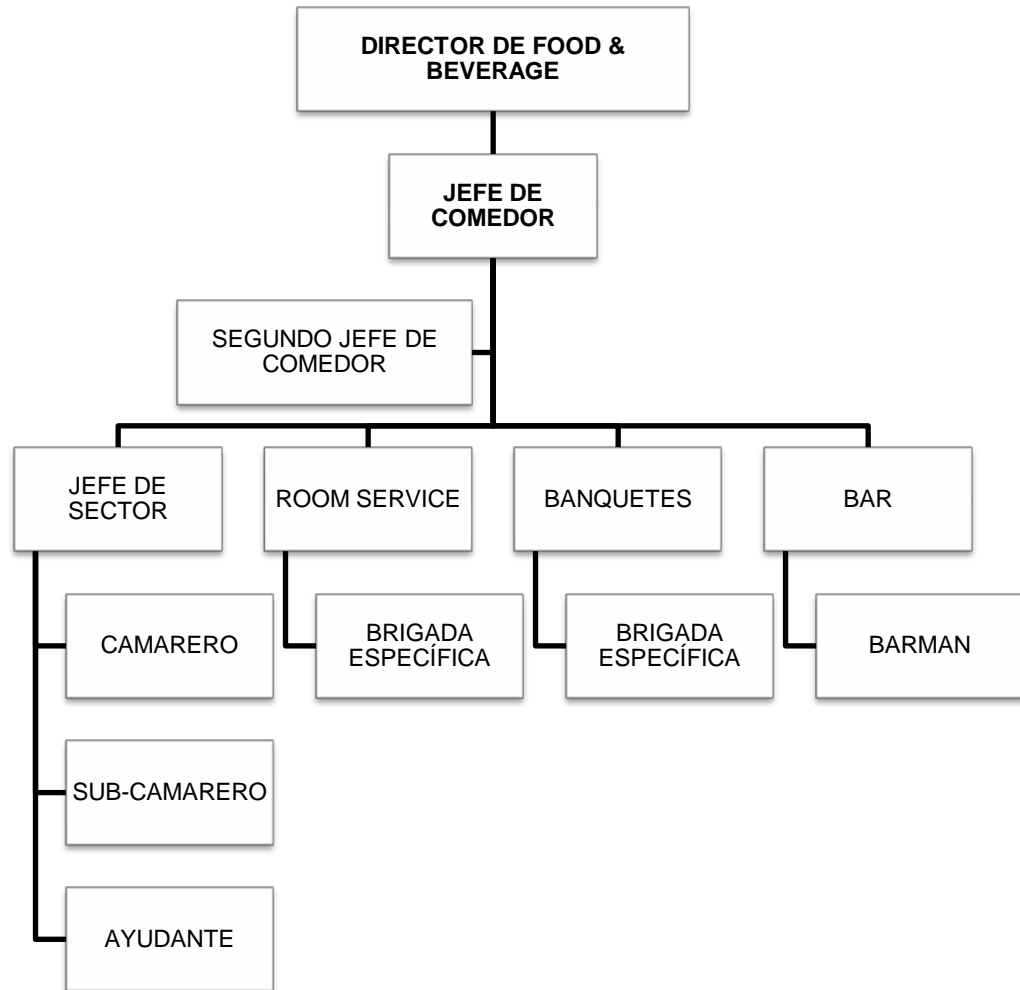 DIRECTOR DE FOOD &
BEVERAGE
JEFE DE
COMEDOR
SEGUNDO JEFE DE
COMEDOR
JEFE DE
SECTOR
ROOM SERVICE
BANQUETES
BAR
CAMARERO
BRIGADA
ESPECÍFICA
BRIGADA
ESPECÍFICA
BARMAN
SUB-CAMARERO
AYUDANTE